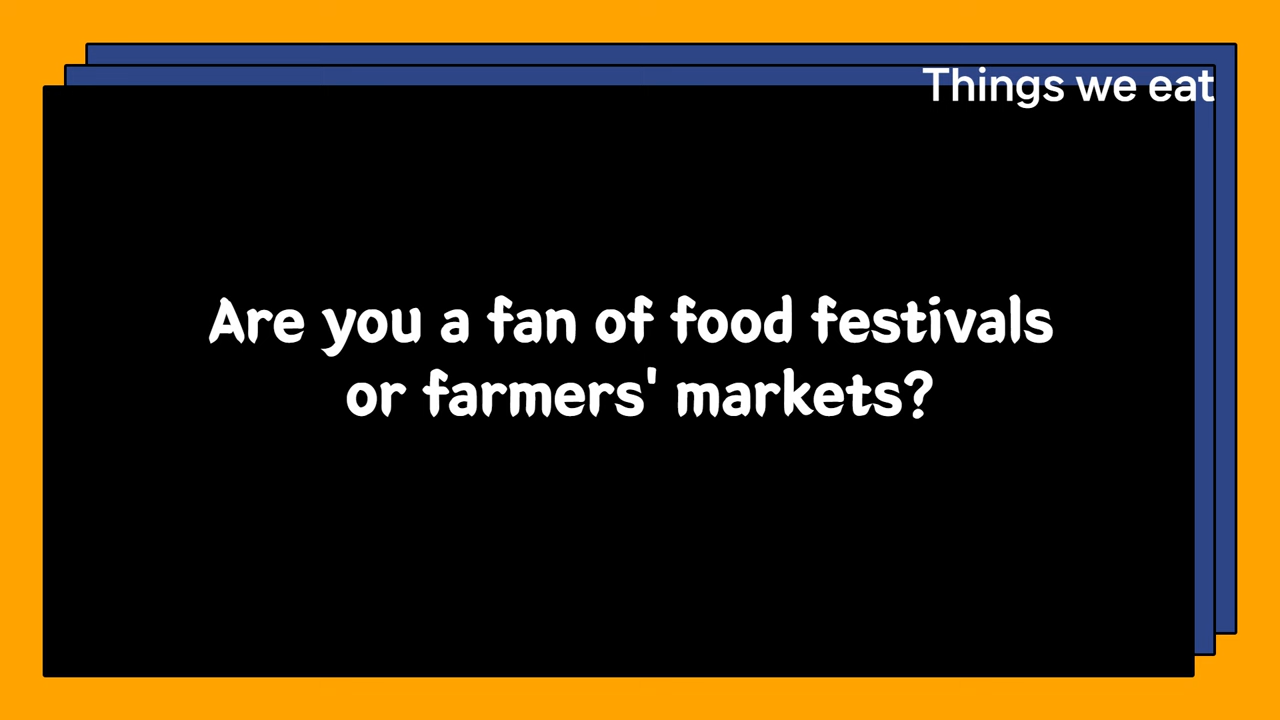 Things we eat
Are you a fan of food festivals
or farmers' markets?